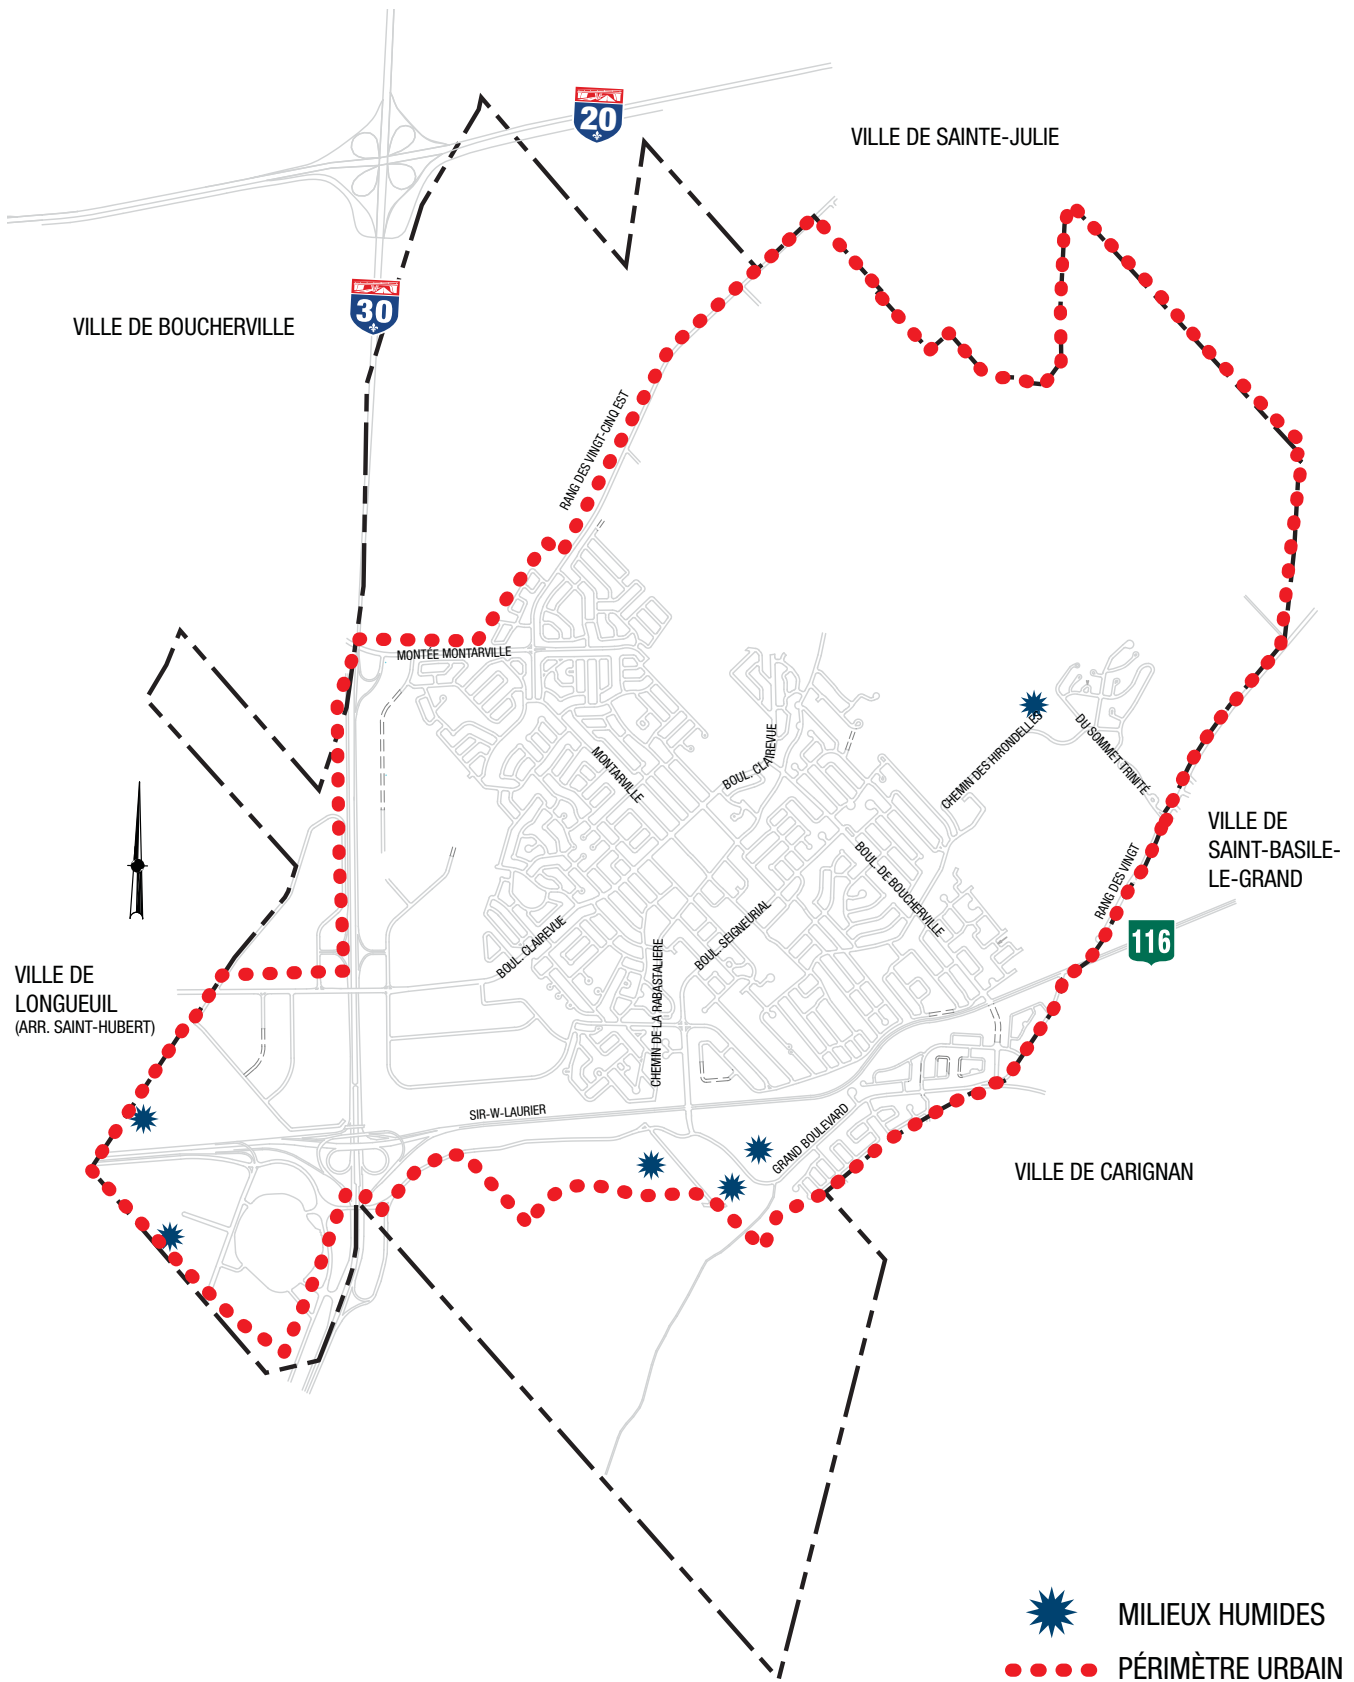 20
VILLE DE SAINTE-JULIE
30
VILLE DE BOUCHERVILLE
RANG DES VINGT-CINQ EST
MONTÉE MONTARVILLE
MONTARVILLE
BOUL. CLAIREVUE
CHEMIN DES HIRONDELLES
DU SOMMET TRINITÉ
VILLE DE
SAINT-BASILE-
LE-GRAND
RANG DES VINGT
BOUL. DE BOUCHERVILLE
116
BOUL. CLAIREVUE
BOUL. SEIGNEURIAL
CHEMIN DE LA RABASTALIERE
VILLE DE
LONGUEUIL
(ARR. SAINT-HUBERT)
SIR-W-LAURIER
GRAND BOULEVARD
VILLE DE CARIGNAN
MILIEUX HUMIDES
PÉRIMÈTRE URBAIN